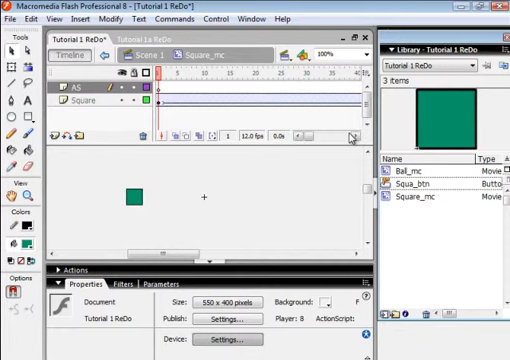 Macromedia Flash Professional 8 - [Tutorial 1 ReDo*]
File Edit View Insert Modify Text Commands Control Window Help
Tools
View
Colors
Options
Tutorial 1 ReDo*
Tutorial 1a ReDo
Timeline
Scene 1
Square_mc
100%
5 10 15 20 25 30 35 40
AS
Square
1 12.0 fps 0.0s
Actions
Properties Filters Parameters
Document
Tutorial 1 ReDo
Size: 550 x 400 pixels
Background:
F
Publish: Settings...
Player: 8
ActionScript:
Device: Settings...
Library - Tutorial 1 ReDo
Tutorial 1 ReDo
3 items
Name Type
Ball_mc Movie
Squa_btn Butto
Square_mc Movie